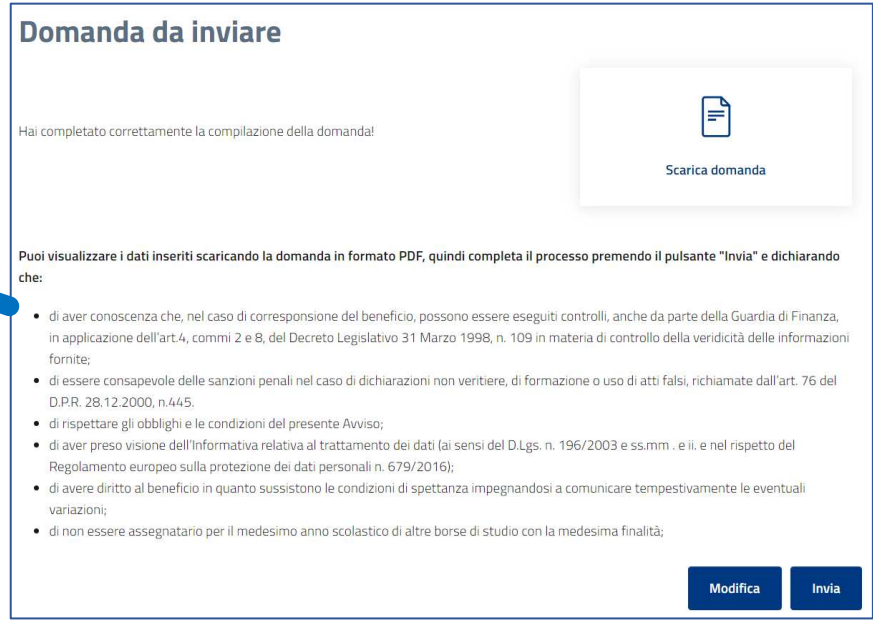 Domanda da inviare
Hai completato correttamente la compilazione della domanda!
Scarica domanda
Puoi visualizzare i dati inseriti scaricando la domanda in formato PDF, quindi completa il processo premendo il pulsante "Invia" e dichiarando
che:
• di aver conoscenza che, nel caso di corresponsione del beneficio, possono essere eseguiti controlli, anche da parte della Guardia di Finanza,
in applicazione dell'art.4, commi 2 e 8, del Decreto Legislativo 31 Marzo 1998, n. 109 in materia di controllo della veridicità delle informazioni
fornite;
• di essere consapevole delle sanzioni penali nel caso di dichiarazioni non veritiere, di formazione o uso di atti falsi, richiamate dall'art. 76 del
D.P.R. 28.12.2000, n.445.
• di rispettare gli obblighi e le condizioni del presente Avviso;
• di aver preso visione dell'Informativa relativa al trattamento dei dati (ai sensi del D.Lgs. n. 196/2003 e ss.mm . e ii. e nel rispetto del
Regolamento europeo sulla protezione dei dati personali n. 679/2016);
• di avere diritto al beneficio in quanto sussistono le condizioni di spettanza impegnandosi a comunicare tempestivamente le eventuali
variazioni;
• di non essere assegnatario per il medesimo anno scolastico di altre borse di studio con la medesima finalità;
Modifica Invia